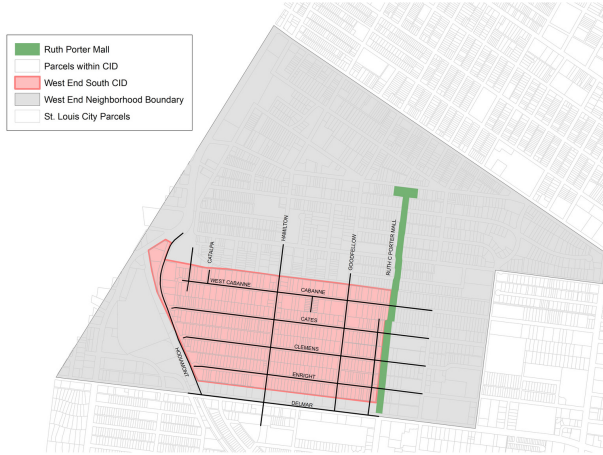 Ruth Porter Mall
Parcels within CID
West End South CID
West End Neighborhood Boundary
St. Louis City Parcels
CATALPA
HAMILTON
GOODFELLOW
RUTH C PORTER MALL
WEST CABANNE
CABANNE
CATES
HODIAMONT
CLEMENS
ENRIGHT
DELMAR